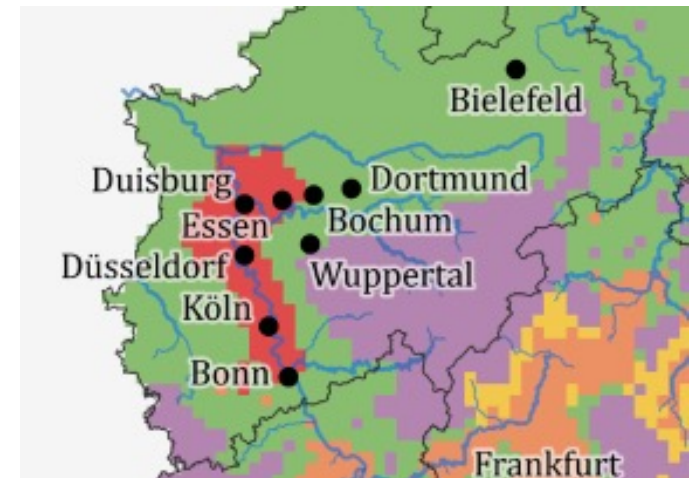 Bielefeld
Duisburg
Dortmund
Essen
Bochum
Düsseldorf
Wuppertal
Köln
Bonn
Frankfurt